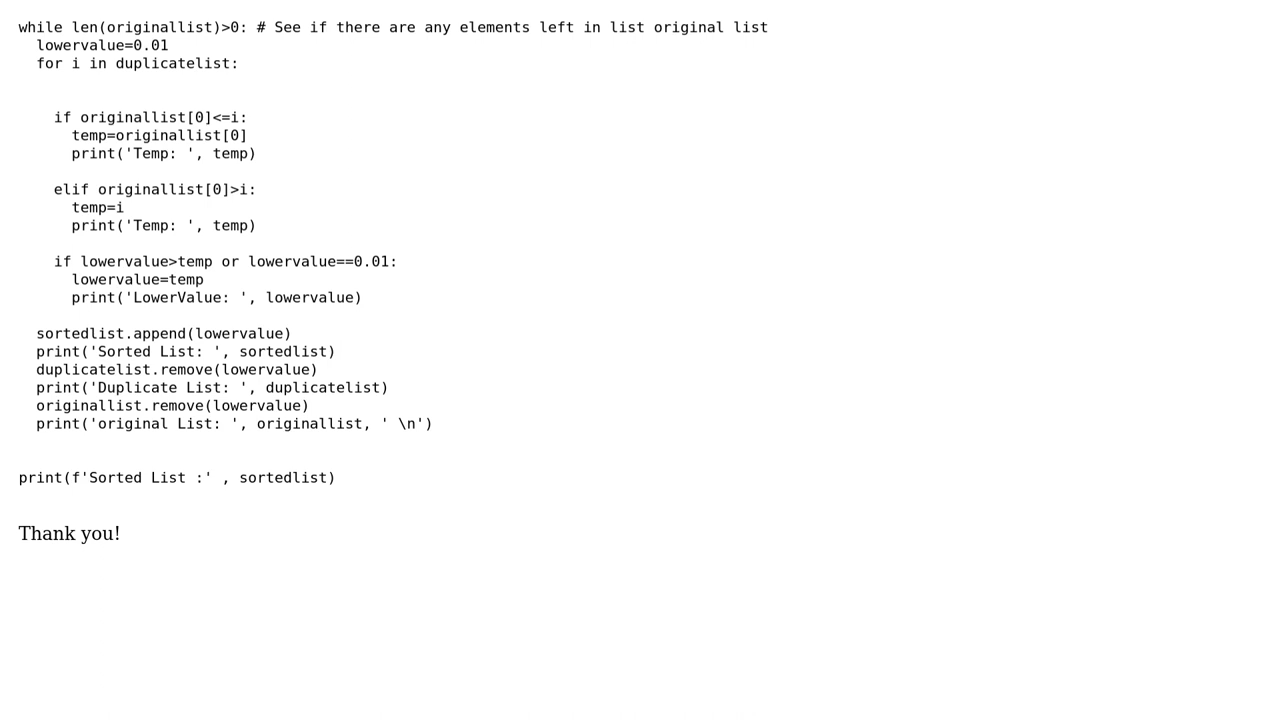 while len(originallist)>0: # See if there are any elements left in list original list
  lowervalue=0.01
  for i in duplicatelist:


    if originallist[0]<=i:
      temp=originallist[0]
      print('Temp: ', temp)

    elif originallist[0]>i:
      temp=i
      print('Temp: ', temp)

    if lowervalue>temp or lowervalue==0.01:
      lowervalue=temp
      print('LowerValue: ', lowervalue)

  sortedlist.append(lowervalue)
  print('Sorted List: ', sortedlist)
  duplicatelist.remove(lowervalue)
  print('Duplicate List: ', duplicatelist)
  originallist.remove(lowervalue)
  print('original List: ', originallist, ' \n')


print(f'Sorted List :' , sortedlist)

Thank you!